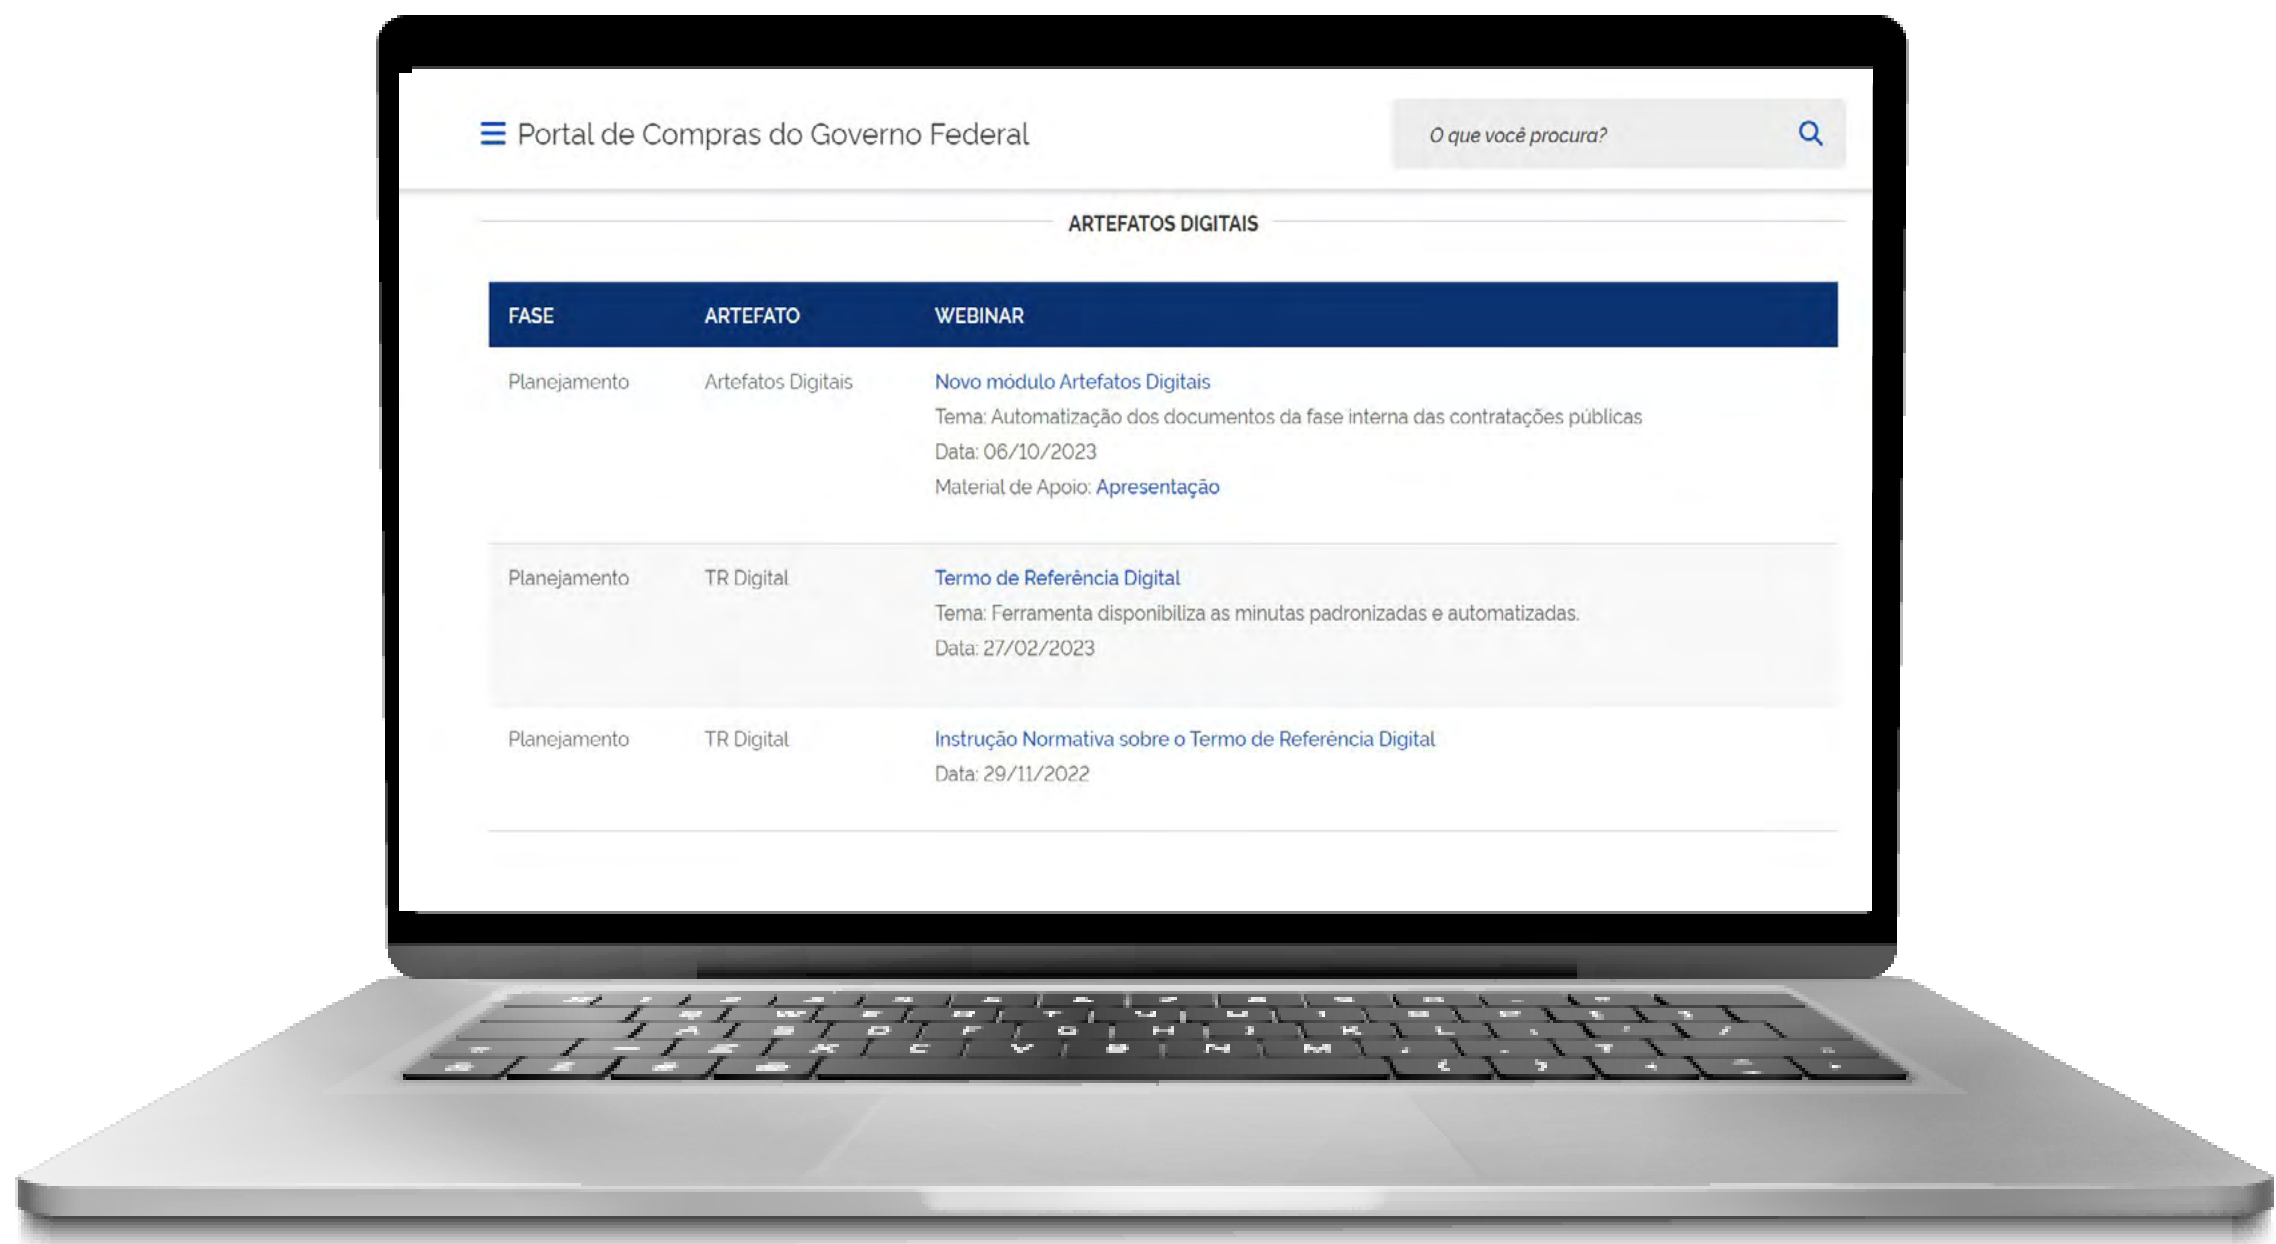 Portal de Compras do Governo Federal
O que você procura?
ARTEFATOS DIGITAIS
FASE ARTEFATO WEBINAR
Planejamento Artefatos Digitais Novo módulo Artefatos Digitais
Tema: Automatização dos documentos da fase interna das contratações públicas
Data: 06/10/2023
Material de Apoio: Apresentação
Planejamento TR Digital Termo de Referência Digital
Tema: Ferramenta disponibiliza as minutas padronizadas e automatizadas.
Data: 27/02/2023
Planejamento TR Digital Instrução Normativa sobre o Termo de Referência Digital
Data: 29/11/2022